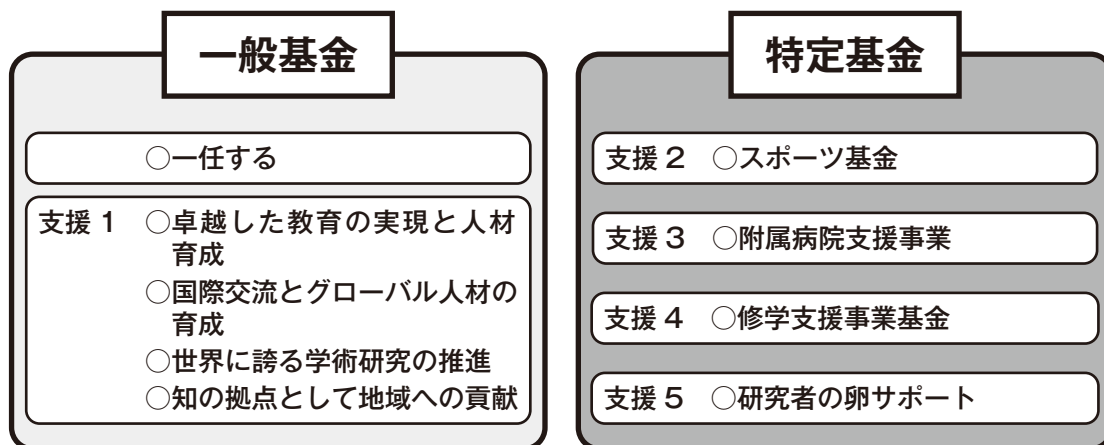 一般基金
○一任する
支援 1 ○卓越した教育の実現と人材
育成
○国際交流とグローバル人材の
育成
○世界に誇る学術研究の推進
○知の拠点として地域への貢献
特定基金
支援 2 ○スポーツ基金
支援 3 ○附属病院支援事業
支援 4 ○修学支援事業基金
支援 5 ○研究者の卵サポート